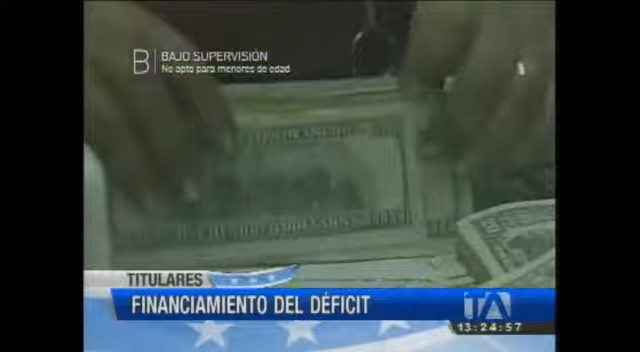 B
BAJO SUPERVISIÓN
No apto para menores de edad
TITULARES
FINANCIAMIENTO DEL DÉFICIT
TA
13:24:57